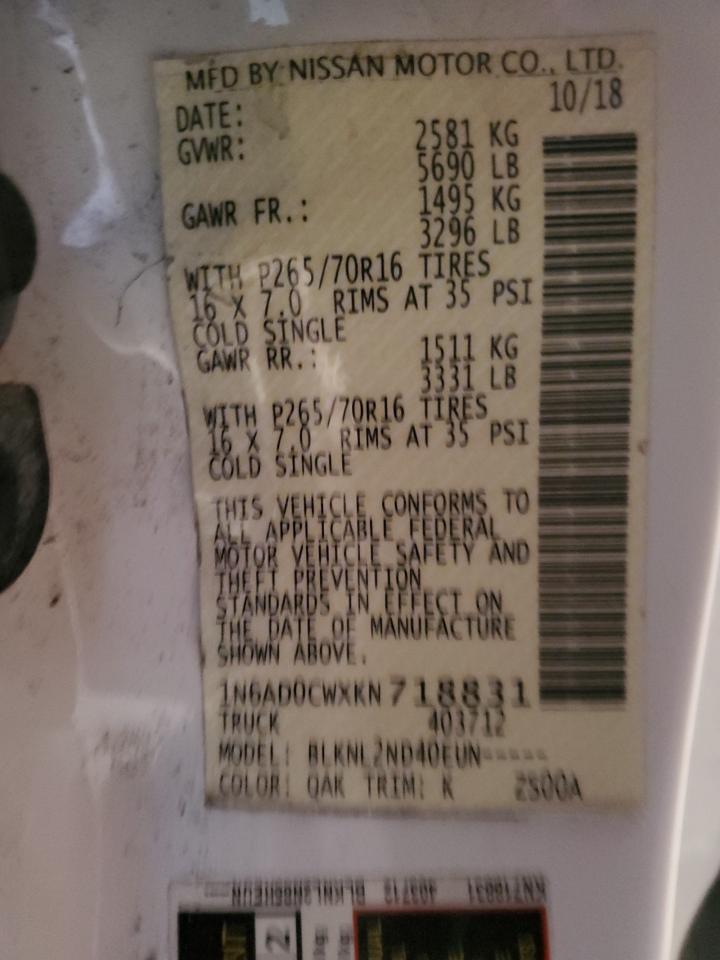 MFD BY NISSAN MOTOR CO., LTD.
DATE: 10/18
GVWR: 2581 KG
5690 LB
GAWR FR.: 1495 KG
3296 LB
WITH P265/70R16 TIRES
16 X 7.0 RIMS AT 35 PSI
COLD SINGLE
GAWR RR.: 1511 KG
3331 LB
WITH P265/70R16 TIRES
16 X 7.0 RIMS AT 35 PSI
COLD SINGLE
THIS VEHICLE CONFORMS TO
ALL APPLICABLE FEDERAL
MOTOR VEHICLE SAFETY AND
THEFT PREVENTION
STANDARDS IN EFFECT ON
THE DATE OF MANUFACTURE
SHOWN ABOVE.
1N6AD0CWXKN718831
TRUCK 403712
MODEL: BLKNL2ND40EUN-----
COLOR: QAK TRIM: K 2S00A
KN718831 403712